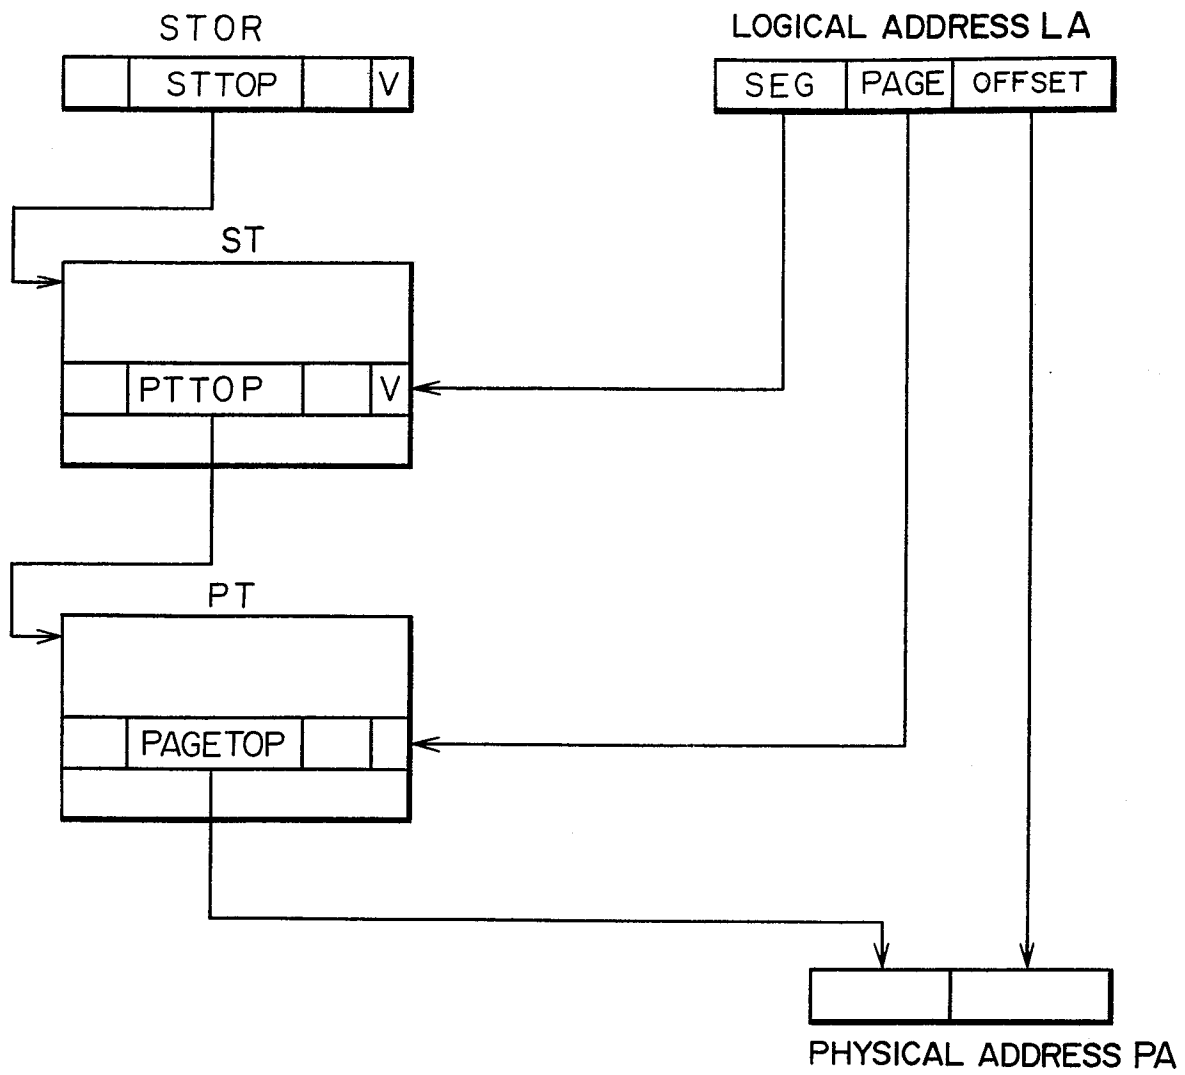 STOR
STTOP V
LOGICAL ADDRESS LA
SEG PAGE OFFSET
ST
PTTOP V
PT
PAGETOP
PHYSICAL ADDRESS PA